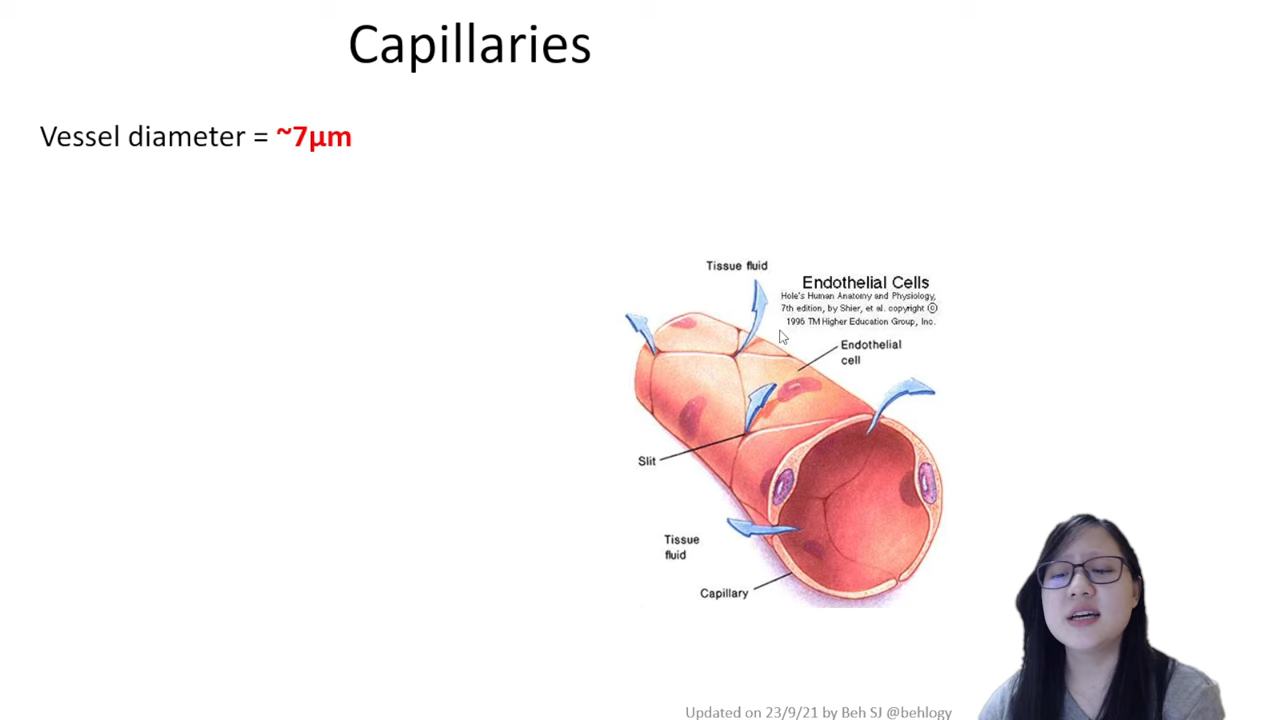 Capillaries
Vessel diameter = ~7µm
Tissue fluid
Endothelial Cells
Hole's Human Anatomy and Physiology,
7th edition, by Shier, et al. copyright ©
1996 TM Higher Education Group, Inc.
Endothelial
cell
Slit
Tissue
fluid
Capillary
Updated on 23/9/21 by Beh SJ @behlogy